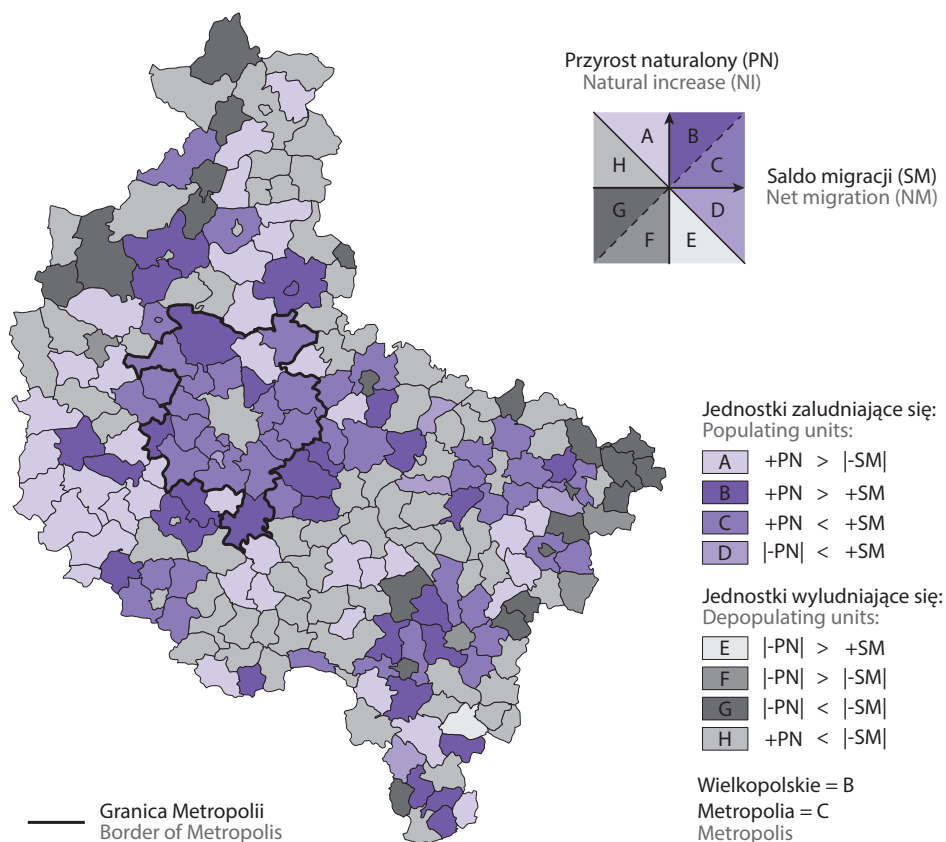 Przyrost naturalony (PN)
Natural increase (NI)
A
B
H
C
Saldo migracji (SM)
Net migration (NM)
G
D
F
E
Jednostki zaludniające się:
Populating units:
A +PN > |-SM|
B +PN > +SM
C +PN < +SM
D |-PN| < +SM
Jednostki wyludniające się:
Depopulating units:
E |-PN| > +SM
F |-PN| > |-SM|
G |-PN| < |-SM|
H +PN < |-SM|
Wielkopolskie = B
Metropolia = C
Metropolis
Granica Metropolii
Border of Metropolis